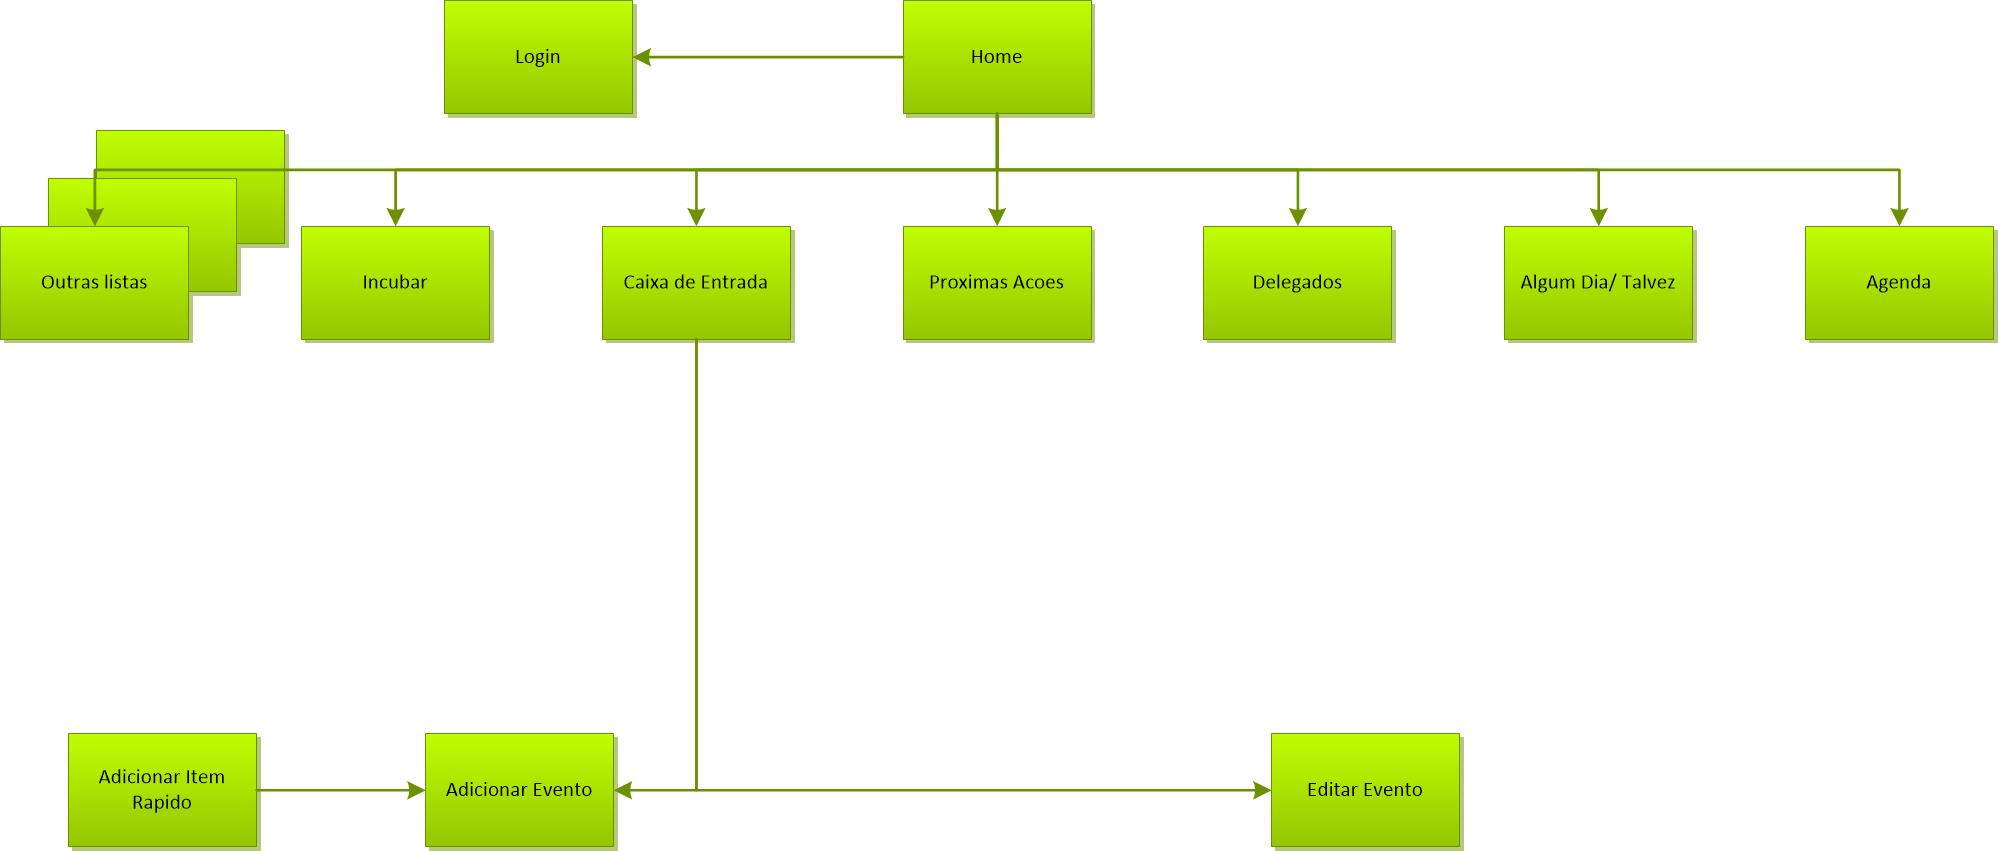 Login
Home
Outras listas
Incubar
Caixa de Entrada
Proximas Acoes
Delegados
Algum Dia/ Talvez
Agenda
Adicionar Item
Rapido
Adicionar Evento
Editar Evento